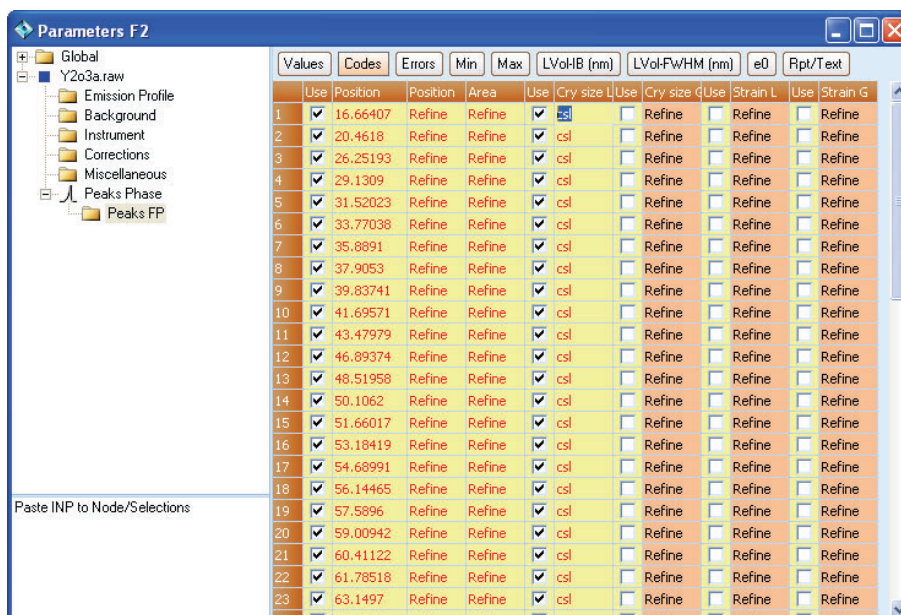 Parameters F2
Global
Y2o3a.raw
Emission Profile
Background
Instrument
Corrections
Miscellaneous
Peaks Phase
Peaks FP
Paste INP to Node/Selections
Values Codes Errors Min Max LVol-IB (nm) LVol-FWHM (nm) e0 Rpt/Text
Use Position Position Area Use Cry size L Use Cry size G Use Strain L Use Strain G
1 16.66407 Refine Refine csl Refine Refine Refine
2 20.4618 Refine Refine csl Refine Refine Refine
3 26.25193 Refine Refine csl Refine Refine Refine
4 29.1309 Refine Refine csl Refine Refine Refine
5 31.52023 Refine Refine csl Refine Refine Refine
6 33.77038 Refine Refine csl Refine Refine Refine
7 35.8891 Refine Refine csl Refine Refine Refine
8 37.9053 Refine Refine csl Refine Refine Refine
9 39.83741 Refine Refine csl Refine Refine Refine
10 41.69571 Refine Refine csl Refine Refine Refine
11 43.47979 Refine Refine csl Refine Refine Refine
12 46.89374 Refine Refine csl Refine Refine Refine
13 48.51958 Refine Refine csl Refine Refine Refine
14 50.1062 Refine Refine csl Refine Refine Refine
15 51.66017 Refine Refine csl Refine Refine Refine
16 53.18419 Refine Refine csl Refine Refine Refine
17 54.68991 Refine Refine csl Refine Refine Refine
18 56.14465 Refine Refine csl Refine Refine Refine
19 57.5896 Refine Refine csl Refine Refine Refine
20 59.00942 Refine Refine csl Refine Refine Refine
21 60.41122 Refine Refine csl Refine Refine Refine
22 61.78518 Refine Refine csl Refine Refine Refine
23 63.1497 Refine Refine csl Refine Refine Refine